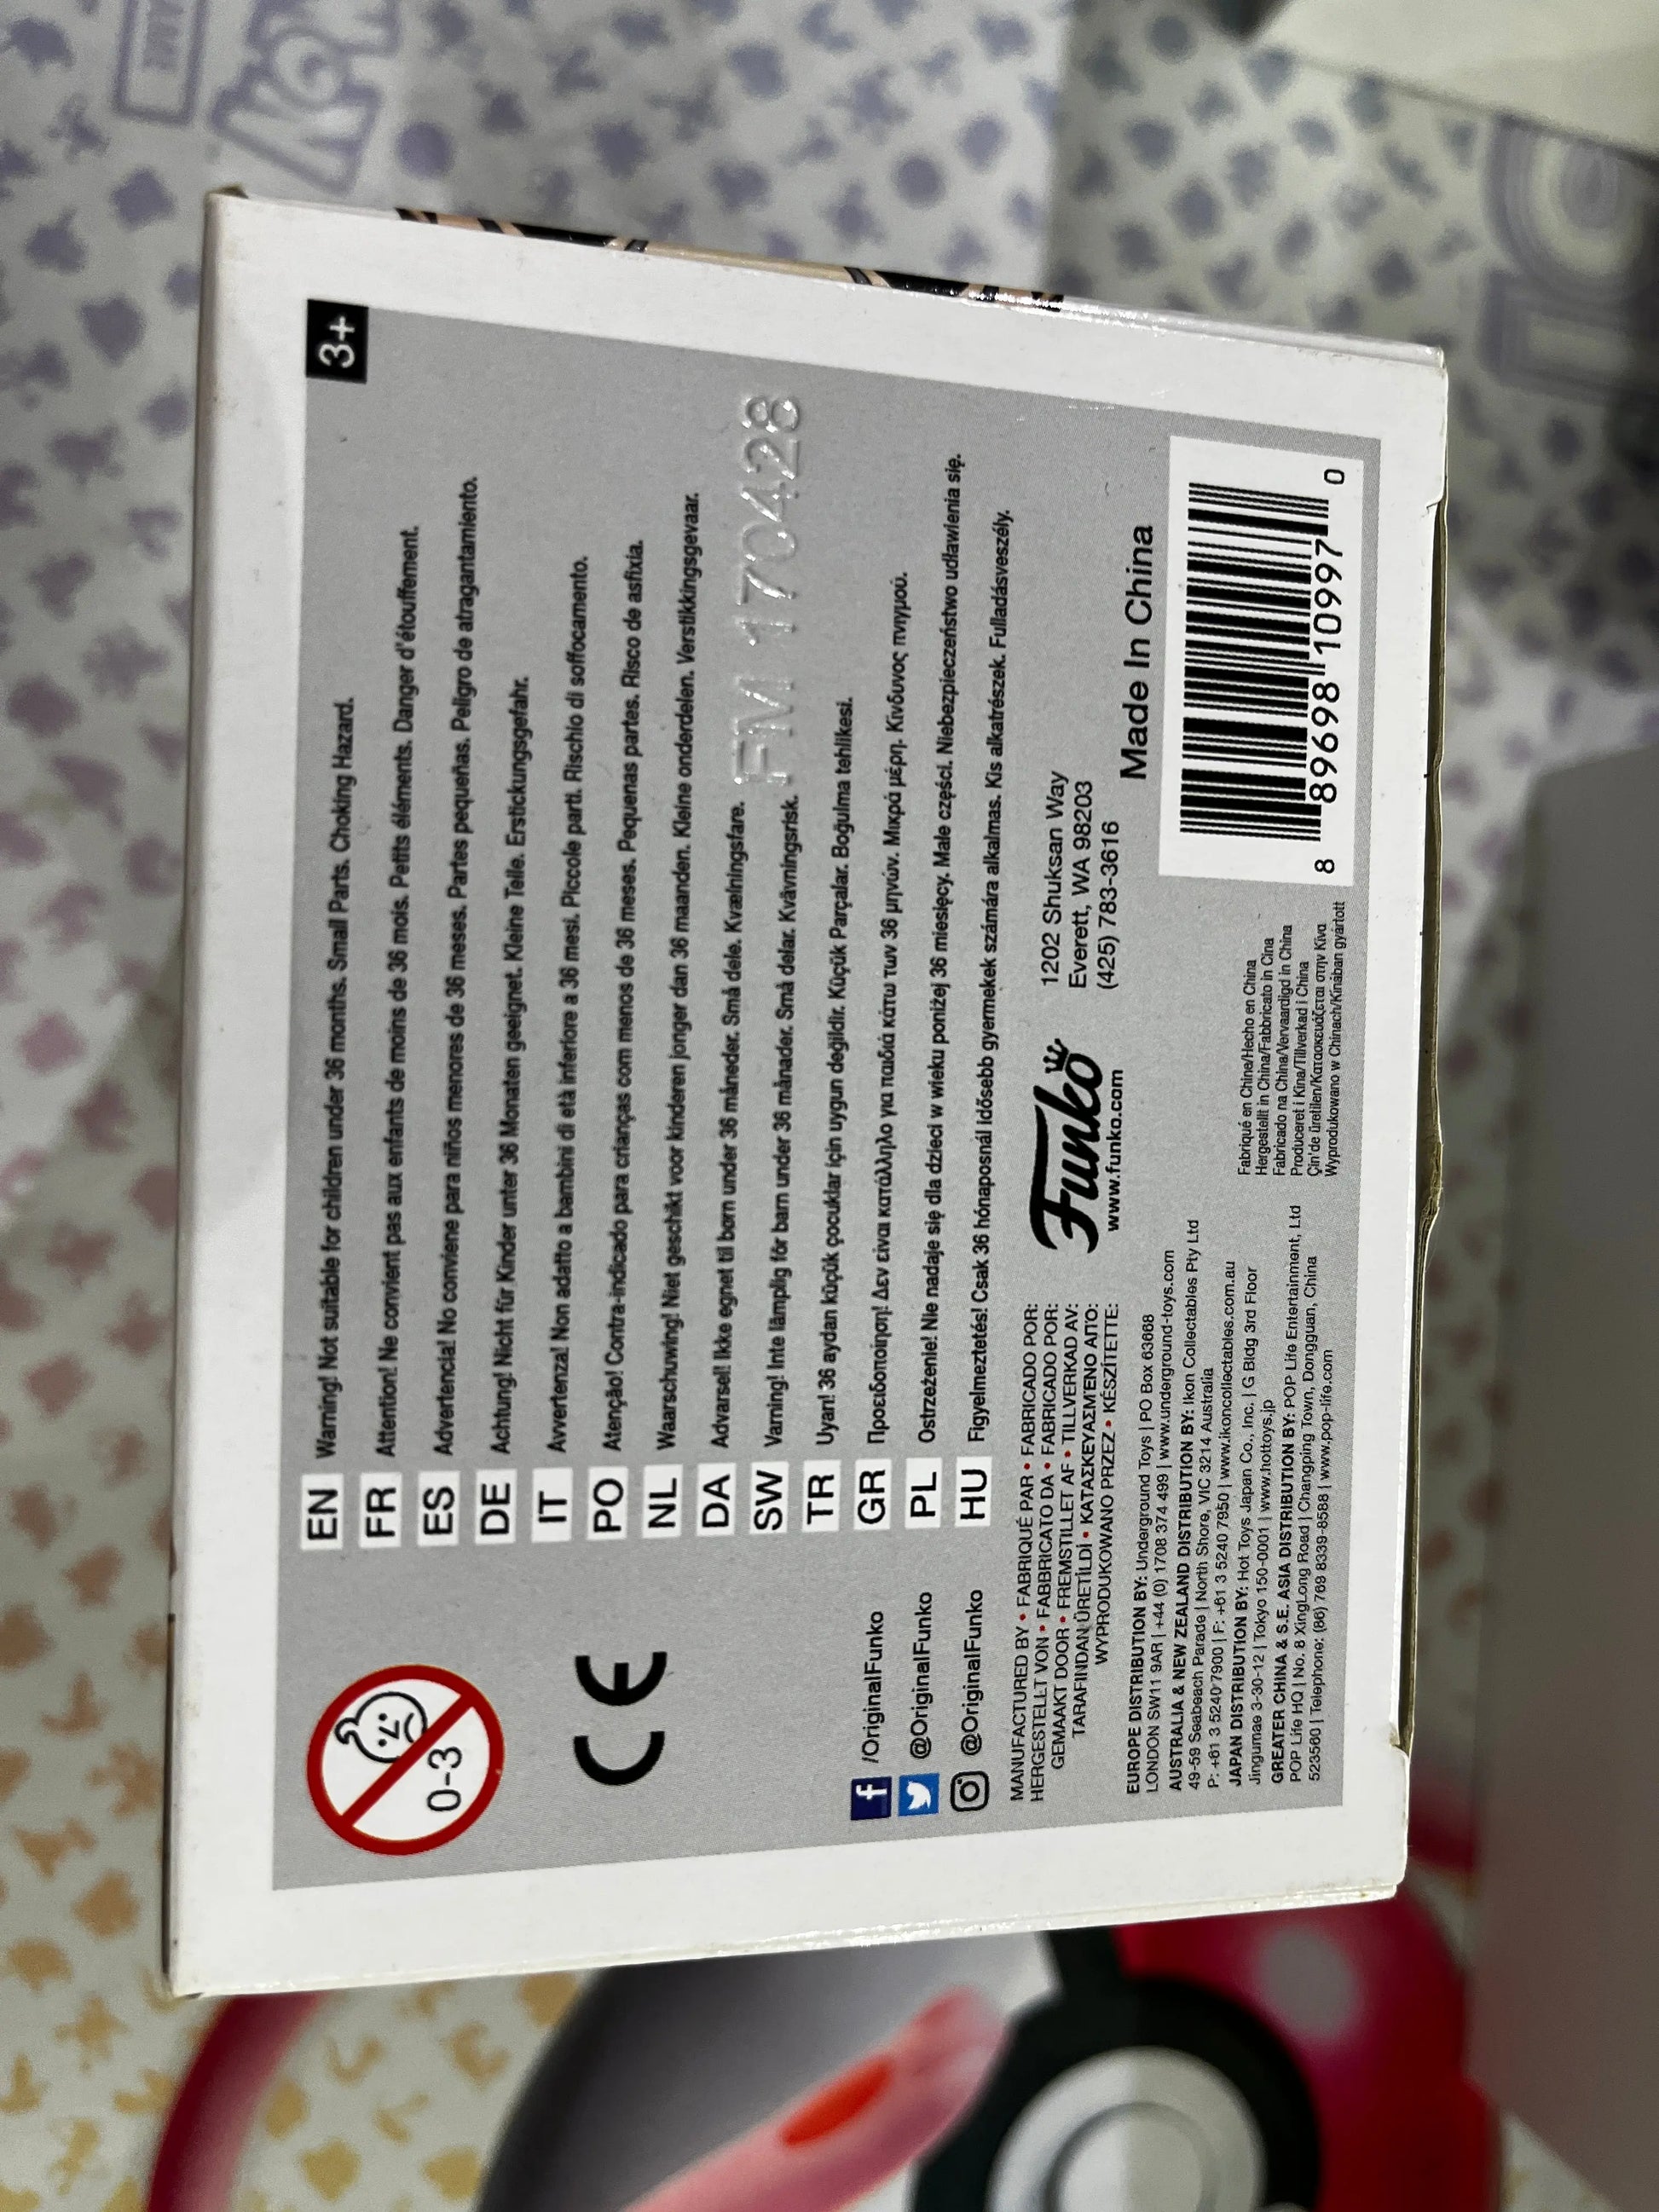 3+
0-3
CE
EN Warning! Not suitable for children under 36 months. Small Parts. Choking Hazard.
FR Attention! Ne convient pas aux enfants de moins de 36 mois. Petits éléments. Danger d'étouffement.
ES Advertencia! No conviene para niños menores de 36 meses. Partes pequeñas. Peligro de atragantamiento.
DE Achtung! Nicht für Kinder unter 36 Monaten geeignet. Kleine Teile. Erstickungsgefahr.
IT Avvertenza! Non adatto a bambini di età inferiore a 36 mesi. Piccole parti. Rischio di soffocamento.
PO Atenção! Contra-indicado para crianças com menos de 36 meses. Pequenas partes. Risco de asfixia.
NL Waarschuwing! Niet geschikt voor kinderen jonger dan 36 maanden. Kleine onderdelen. Verstikkingsgevaar.
DA Advarsel! Ikke egnet til børn under 36 måneder. Små dele. Kvælningsfare.
FM 170428
SW Varning! Inte lämplig för barn under 36 månader. Små delar. Kvävningsrisk.
TR Uyarı! 36 aydan küçük çocuklar için uygun değildir. Küçük Parçalar. Boğulma tehlikesi.
GR Προειδοποίηση! Δεν είναι κατάλληλο για παιδιά κάτω των 36 μηνών. Μικρά μέρη. Κίνδυνος πνιγμού.
PL Ostrzeżenie! Nie nadaje się dla dzieci w wieku poniżej 36 miesięcy. Małe części. Niebezpieczeństwo udławienia się.
HU Figyelmeztetés! Csak 36 hónaposnál idősebb gyermekek számára alkalmas. Kis alkatrészek. Fulladásveszély.
/OriginalFunko
@OriginalFunko
@OriginalFunko
MANUFACTURED BY • FABRIQUÉ PAR • FABRICADO POR:
HERGESTELLT VON • FABBRICATO DA • FABRICADO POR:
GEMAAKT DOOR • FREMSTILLET AF • TILLVERKAD AV:
TARAFINDAN ÜRETİLDİ • ΚΑΤΑΣΚΕΥΑΣΜΈΝΟ ΑΠΌ:
WYPRODUKOWANO PRZEZ • KÉSZÍTETTE:
Funko
www.funko.com
1202 Shuksan Way
Everett, WA 98203
(425) 783-3616
Made In China
EUROPE DISTRIBUTION BY: Underground Toys | PO Box 63668
LONDON SW11 9AR | +44 (0) 1708 374 499 | www.underground-toys.com
AUSTRALIA & NEW ZEALAND DISTRIBUTION BY: Ikon Collectables Pty Ltd
49-59 Seabeach Parade | North Shore, VIC 3214 Australia
P: +61 3 5240 7900 | F: +61 3 5240 7950 | www.ikoncollectables.com.au
JAPAN DISTRIBUTION BY: Hot Toys Japan Co., Inc. | G Bldg 3rd Floor
Jingumae 3-30-12 | Tokyo 150-0001 | www.hottoys.jp
GREATER CHINA & S.E. ASIA DISTRIBUTION BY: POP Life Entertainment, Ltd
POP Life HQ | No. 8 XingLong Road | Changping Town, Dongguan, China
523560 | Telephone: (86) 769 8339-8588 | www.pop-life.com
Fabriqué en Chine/Hecho en China
Hergestellt in China/Fabbricato in Cina
Fabricado na China/Vervaardigd in China
Produceret i Kina/Tillverkad i China
Çin'de üretilen/Κατασκευάζεται στην Κίνα
Wyprodukowano w Chinach/Kínában gyártott
8 89698 10997 0